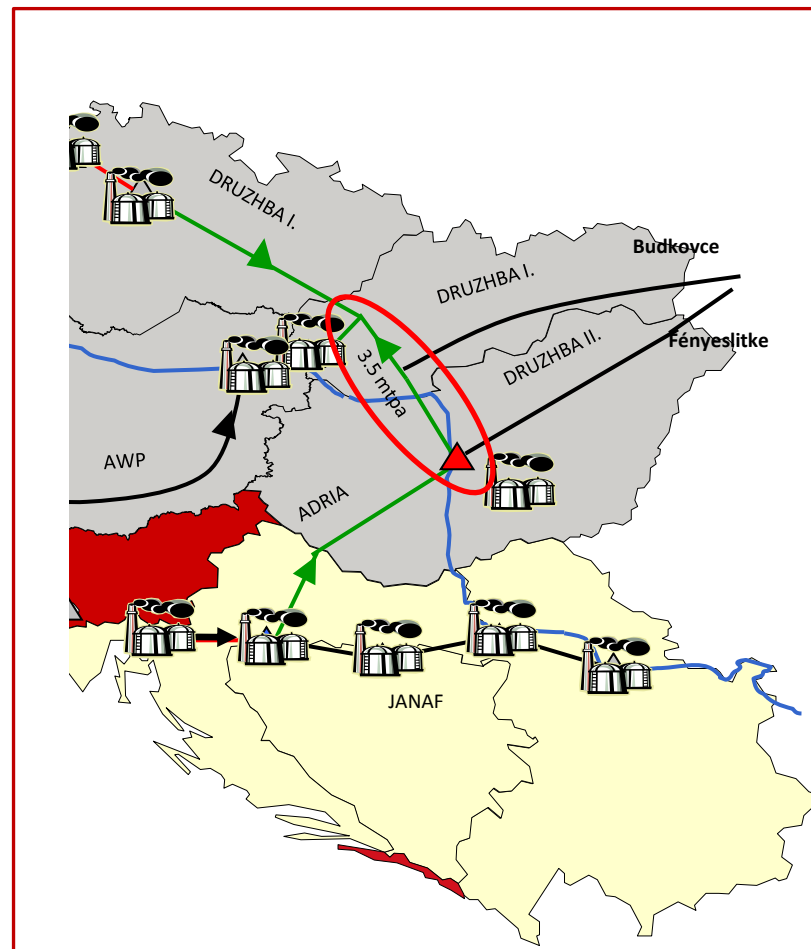 DRUZHBA I.
Budkovce
DRUZHBA I.
Fényeslitke
DRUZHBA II.
3.5 mtpa
AWP
ADRIA
JANAF